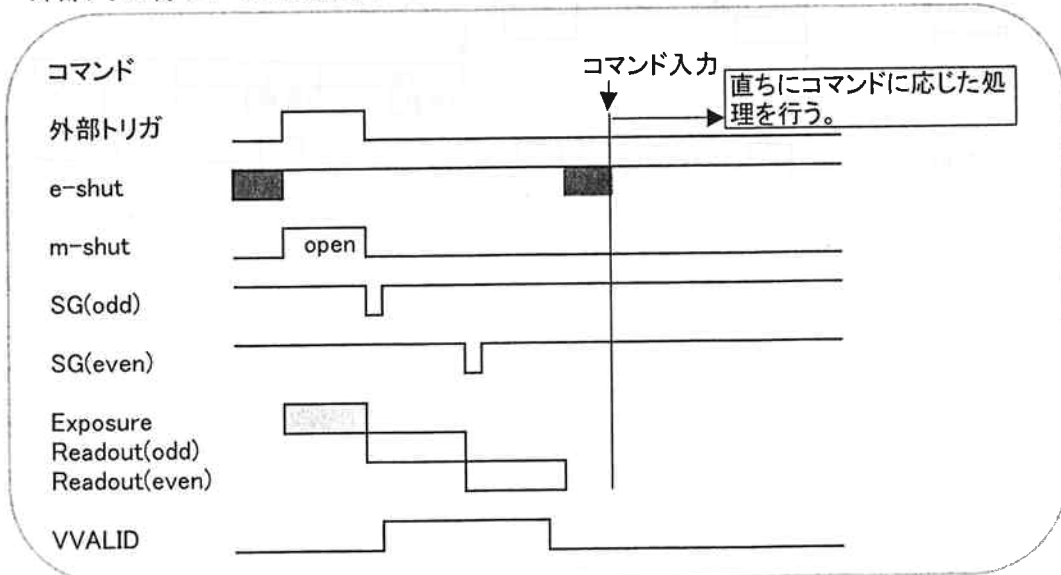 コマンド
コマンド入力
直ちにコマンドに応じた処
理を行う。
外部トリガ
e-shut
m-shut
open
SG(odd)
SG(even)
Exposure
Readout(odd)
Readout(even)
VVALID